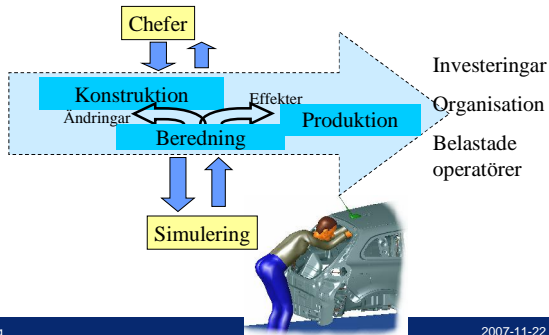 Chefer
Konstruktion
Effekter
Ändringar
Produktion
Beredning
Simulering
Investeringar
Organisation
Belastade
operatörer
2007-11-22